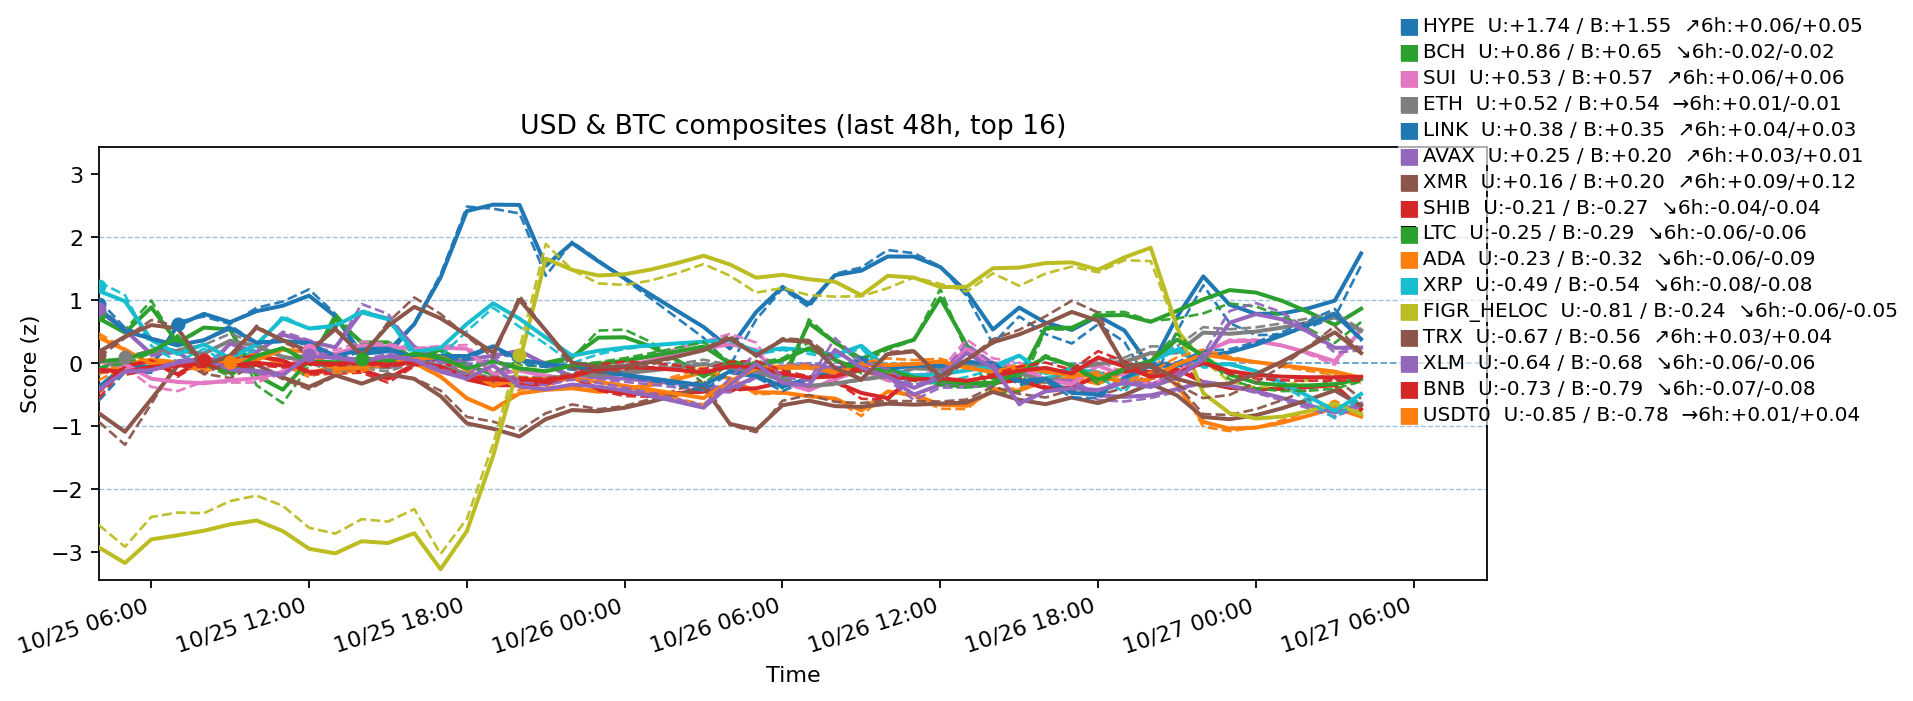 HYPE  U:+1.74 / B:+1.55  ↗6h:+0.06/+0.05
BCH  U:+0.86 / B:+0.65  ↘6h:-0.02/-0.02
SUI  U:+0.53 / B:+0.57  ↗6h:+0.06/+0.06
ETH  U:+0.52 / B:+0.54  →6h:+0.01/-0.01
LINK  U:+0.38 / B:+0.35  ↗6h:+0.04/+0.03
AVAX  U:+0.25 / B:+0.20  ↗6h:+0.03/+0.01
XMR  U:+0.16 / B:+0.20  ↗6h:+0.09/+0.12
SHIB  U:-0.21 / B:-0.27  ↘6h:-0.04/-0.04
LTC  U:-0.25 / B:-0.29  ↘6h:-0.06/-0.06
ADA  U:-0.23 / B:-0.32  ↘6h:-0.06/-0.09
XRP  U:-0.49 / B:-0.54  ↘6h:-0.08/-0.08
FIGR_HELOC  U:-0.81 / B:-0.24  ↘6h:-0.06/-0.05
TRX  U:-0.67 / B:-0.56  ↗6h:+0.03/+0.04
XLM  U:-0.64 / B:-0.68  ↘6h:-0.06/-0.06
BNB  U:-0.73 / B:-0.79  ↘6h:-0.07/-0.08
USDT0  U:-0.85 / B:-0.78  →6h:+0.01/+0.04
USD & BTC composites (last 48h, top 16)
Score (z)
3
2
1
0
−1
−2
−3
10/25 06:00
10/25 12:00
10/25 18:00
10/26 00:00
10/26 06:00
10/26 12:00
10/26 18:00
10/27 00:00
10/27 06:00
Time